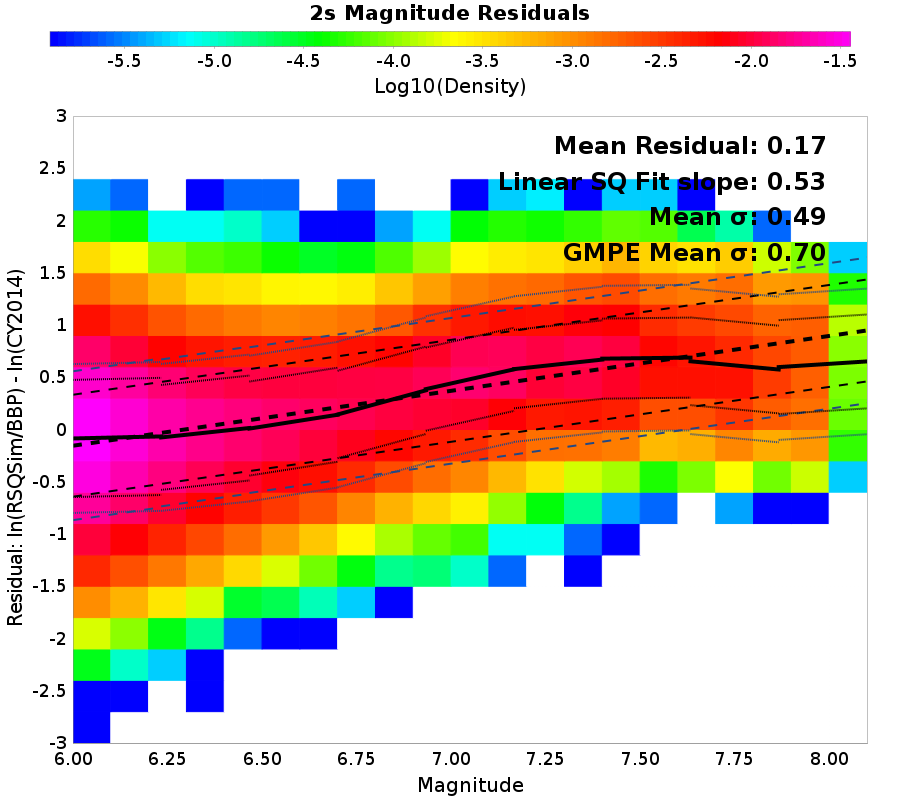 2s Magnitude Residuals
-5.5 -5.0 -4.5 -4.0 -3.5 -3.0 -2.5 -2.0 -1.5
Log10(Density)
Mean Residual: 0.17
Linear SQ Fit slope: 0.53
Mean σ: 0.49
GMPE Mean σ: 0.70
Residual: ln(RSQSim/BBP) - ln(CY2014)
3
2.5
2
1.5
1
0.5
0
-0.5
-1
-1.5
-2
-2.5
-3
6.00 6.25 6.50 6.75 7.00 7.25 7.50 7.75 8.00
Magnitude